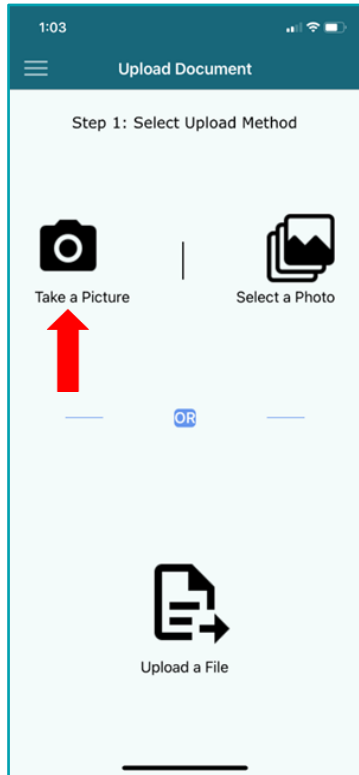 1:03
Upload Document
Step 1: Select Upload Method
Take a Picture
Select a Photo
OR
Upload a File